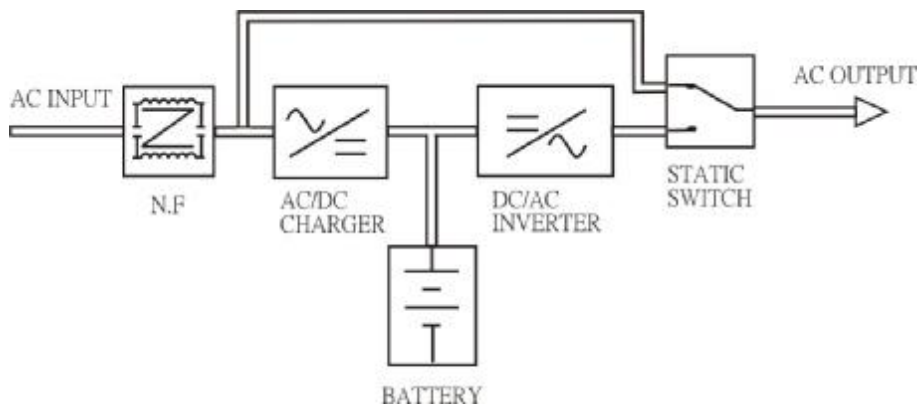 AC INPUT
N.F
AC/DC
CHARGER
DC/AC
INVERTER
STATIC
SWITCH
AC OUTPUT
BATTERY